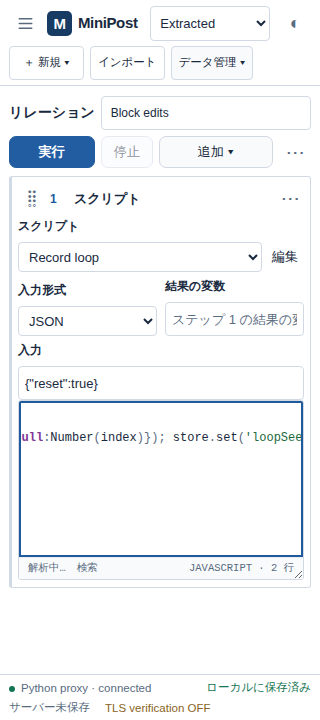 M MiniPost Extracted
+ 新規 ▾ インポート データ管理 ▾
リレーション Block edits
実行 停止 追加 ▾ ···
1 スクリプト ···
スクリプト
Record loop 編集
入力形式 結果の変数
JSON ステップ 1 の結果の
入力
{"reset":true}
ull:Number(index)}); store.set('loopSee
解析中… 検索 JAVASCRIPT · 2 行
Python proxy · connected ローカルに保存済み
サーバー未保存 TLS verification OFF